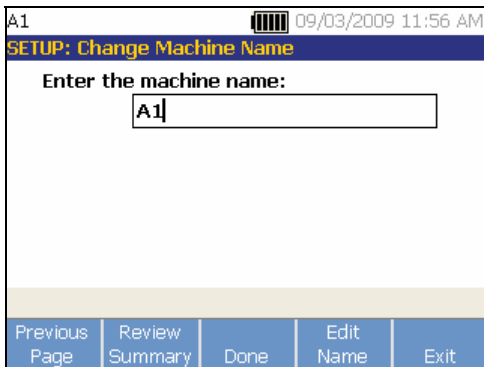 A1 09/03/2009 11:56 AM
SETUP: Change Machine Name
Enter the machine name:
A1
Previous Page Review Summary Done Edit Name Exit